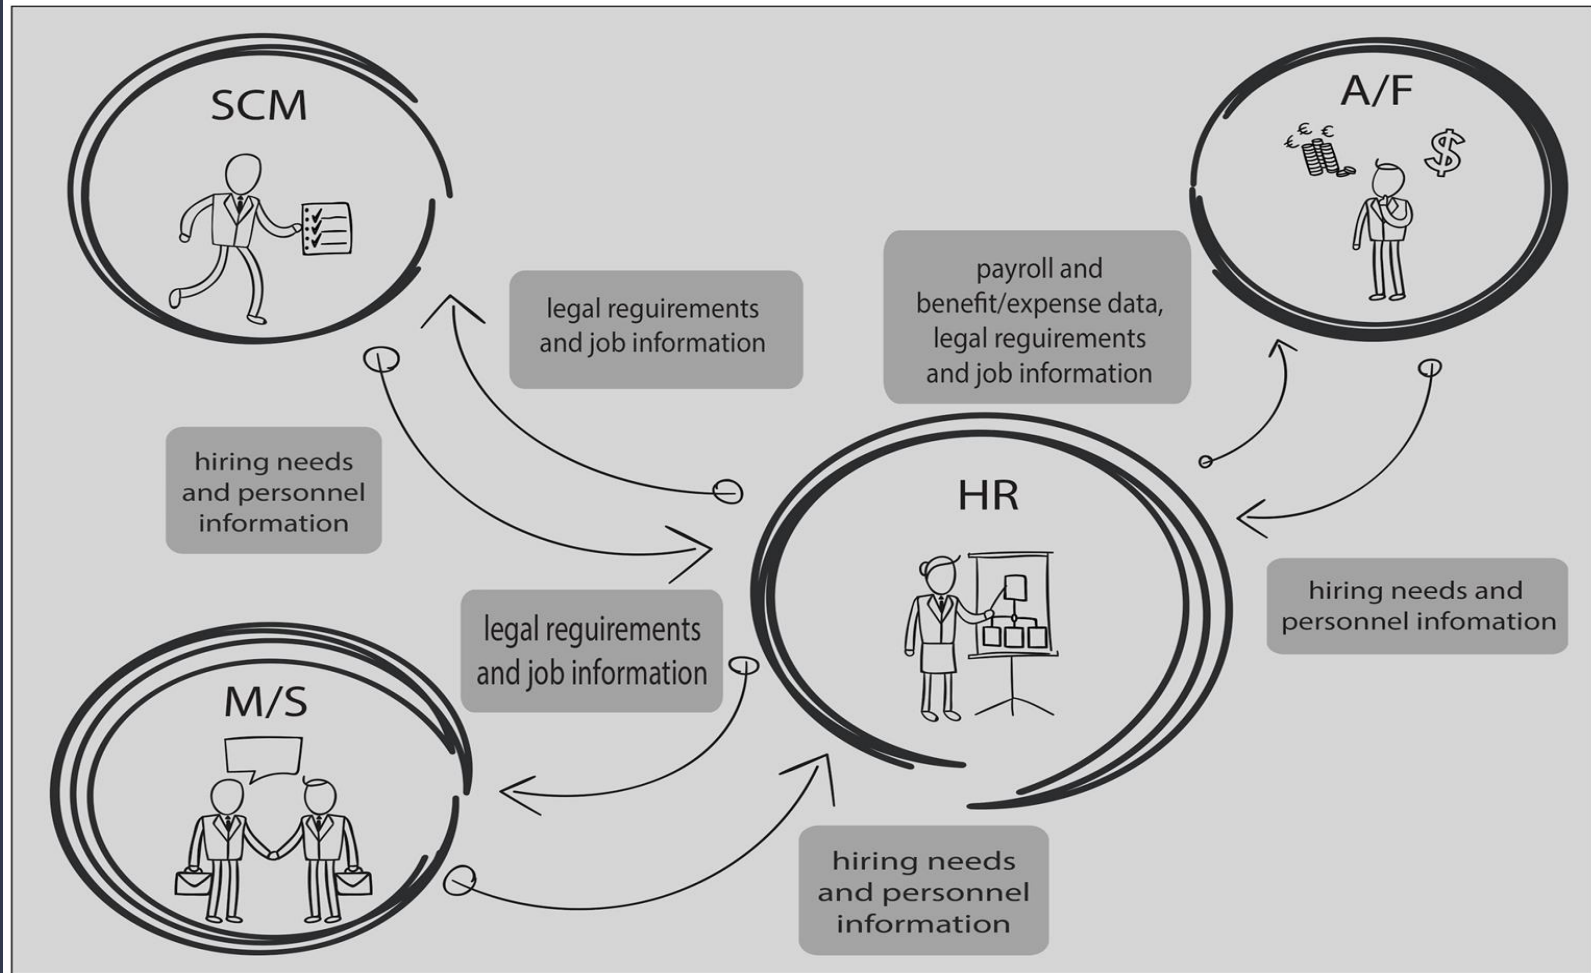 SCM
A/F
legal reguirements
and job information
payroll and
benefit/expense data,
legal reguirements
and job information
hiring needs
and personnel
information
HR
hiring needs and
personnel infomation
legal reguirements
and job information
M/S
hiring needs
and personnel
information